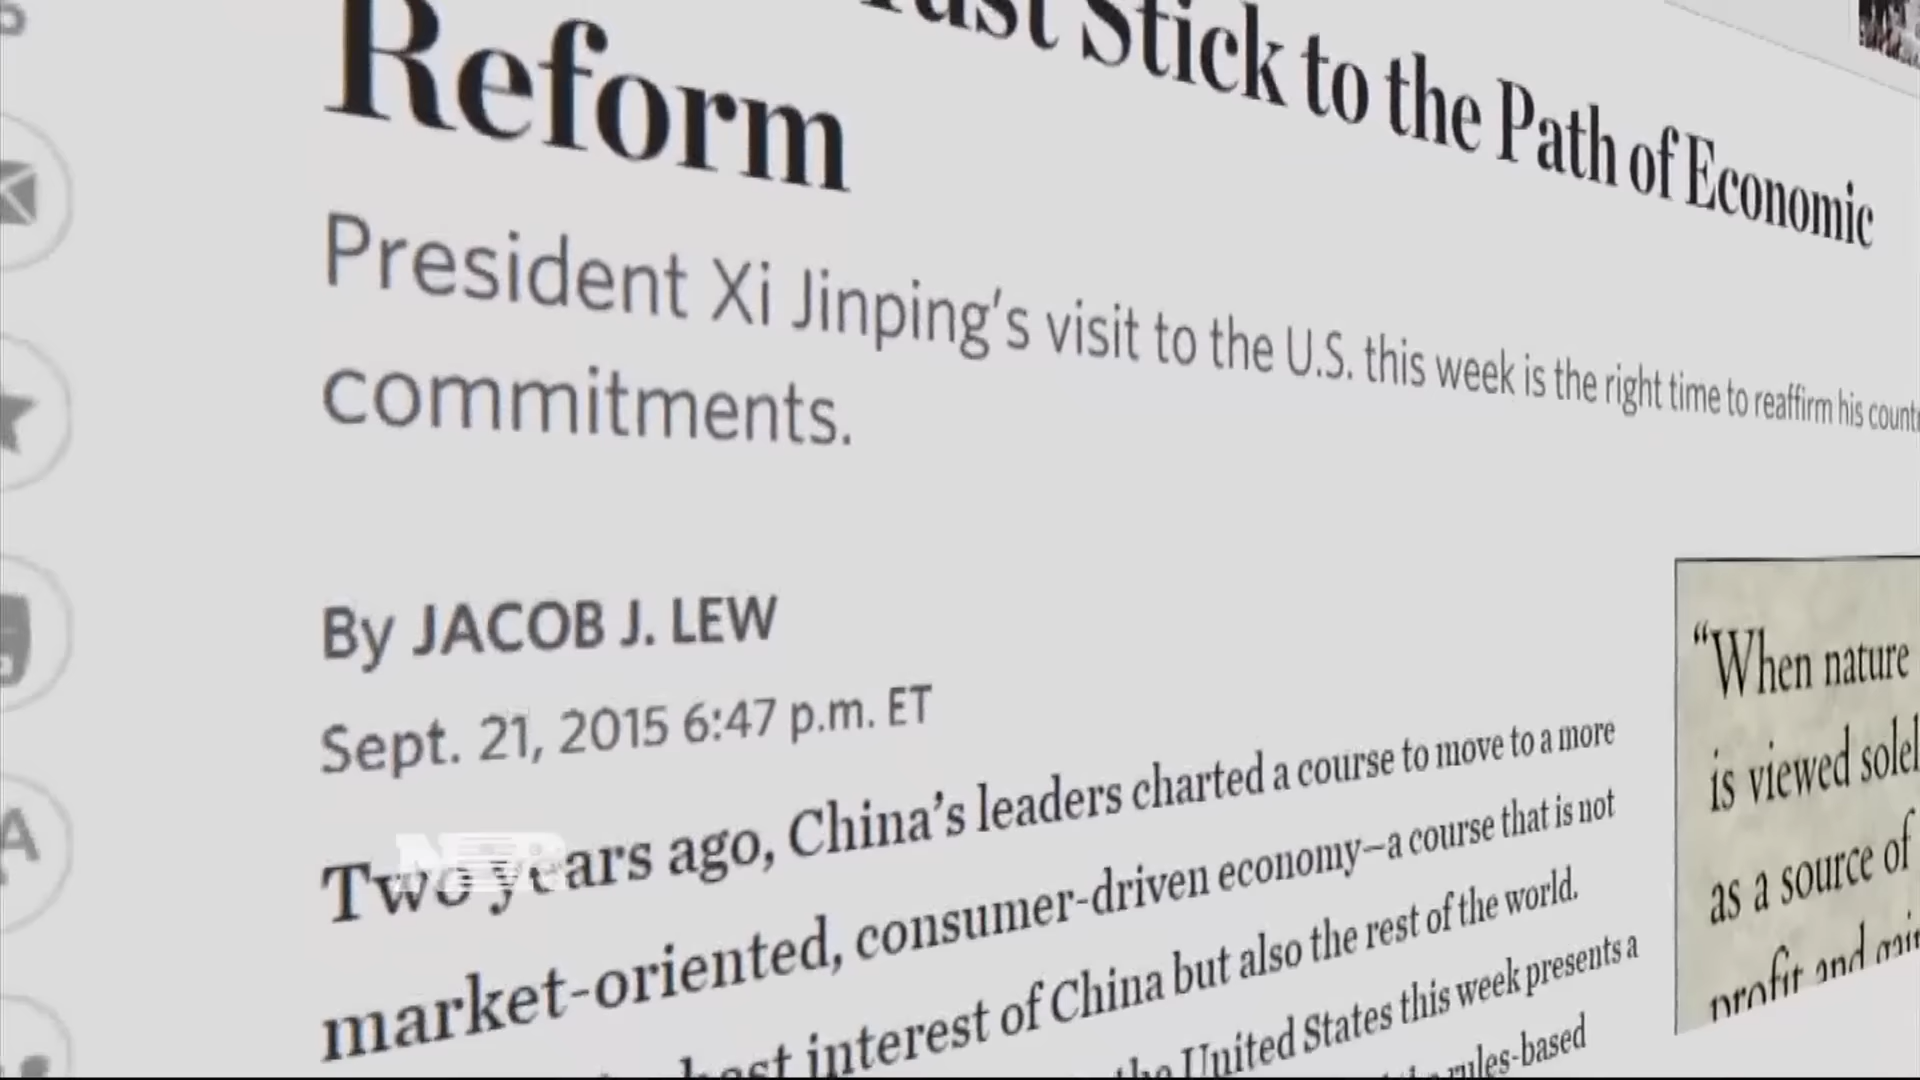 Stick to the Path of Economic
Reform
President Xi Jinping's visit to the U.S. this week is the right time to reaffirm his
commitments.
By JACOB J. LEW
Sept. 21, 2015 6:47 p.m. ET
Two years ago, China's leaders charted a course to move to a more
market-oriented, consumer-driven economy—a course that is not
interest of China but also the rest of the world.
United States this week presents a
rules-based
"When nature
is viewed
as a source of
profit and